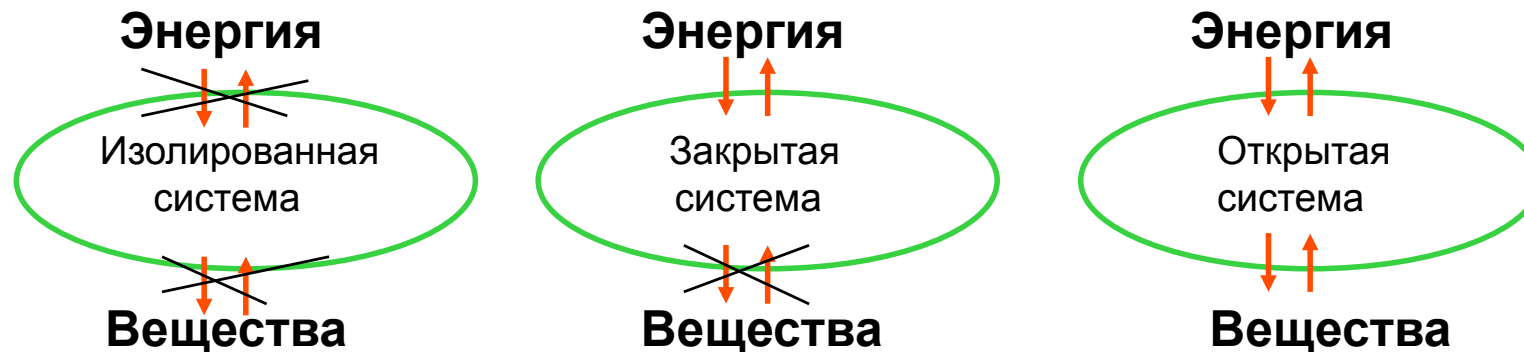 Энергия
Изолированная
система
Вещества
Энергия
Закрытая
система
Вещества
Энергия
Открытая
система
Вещества